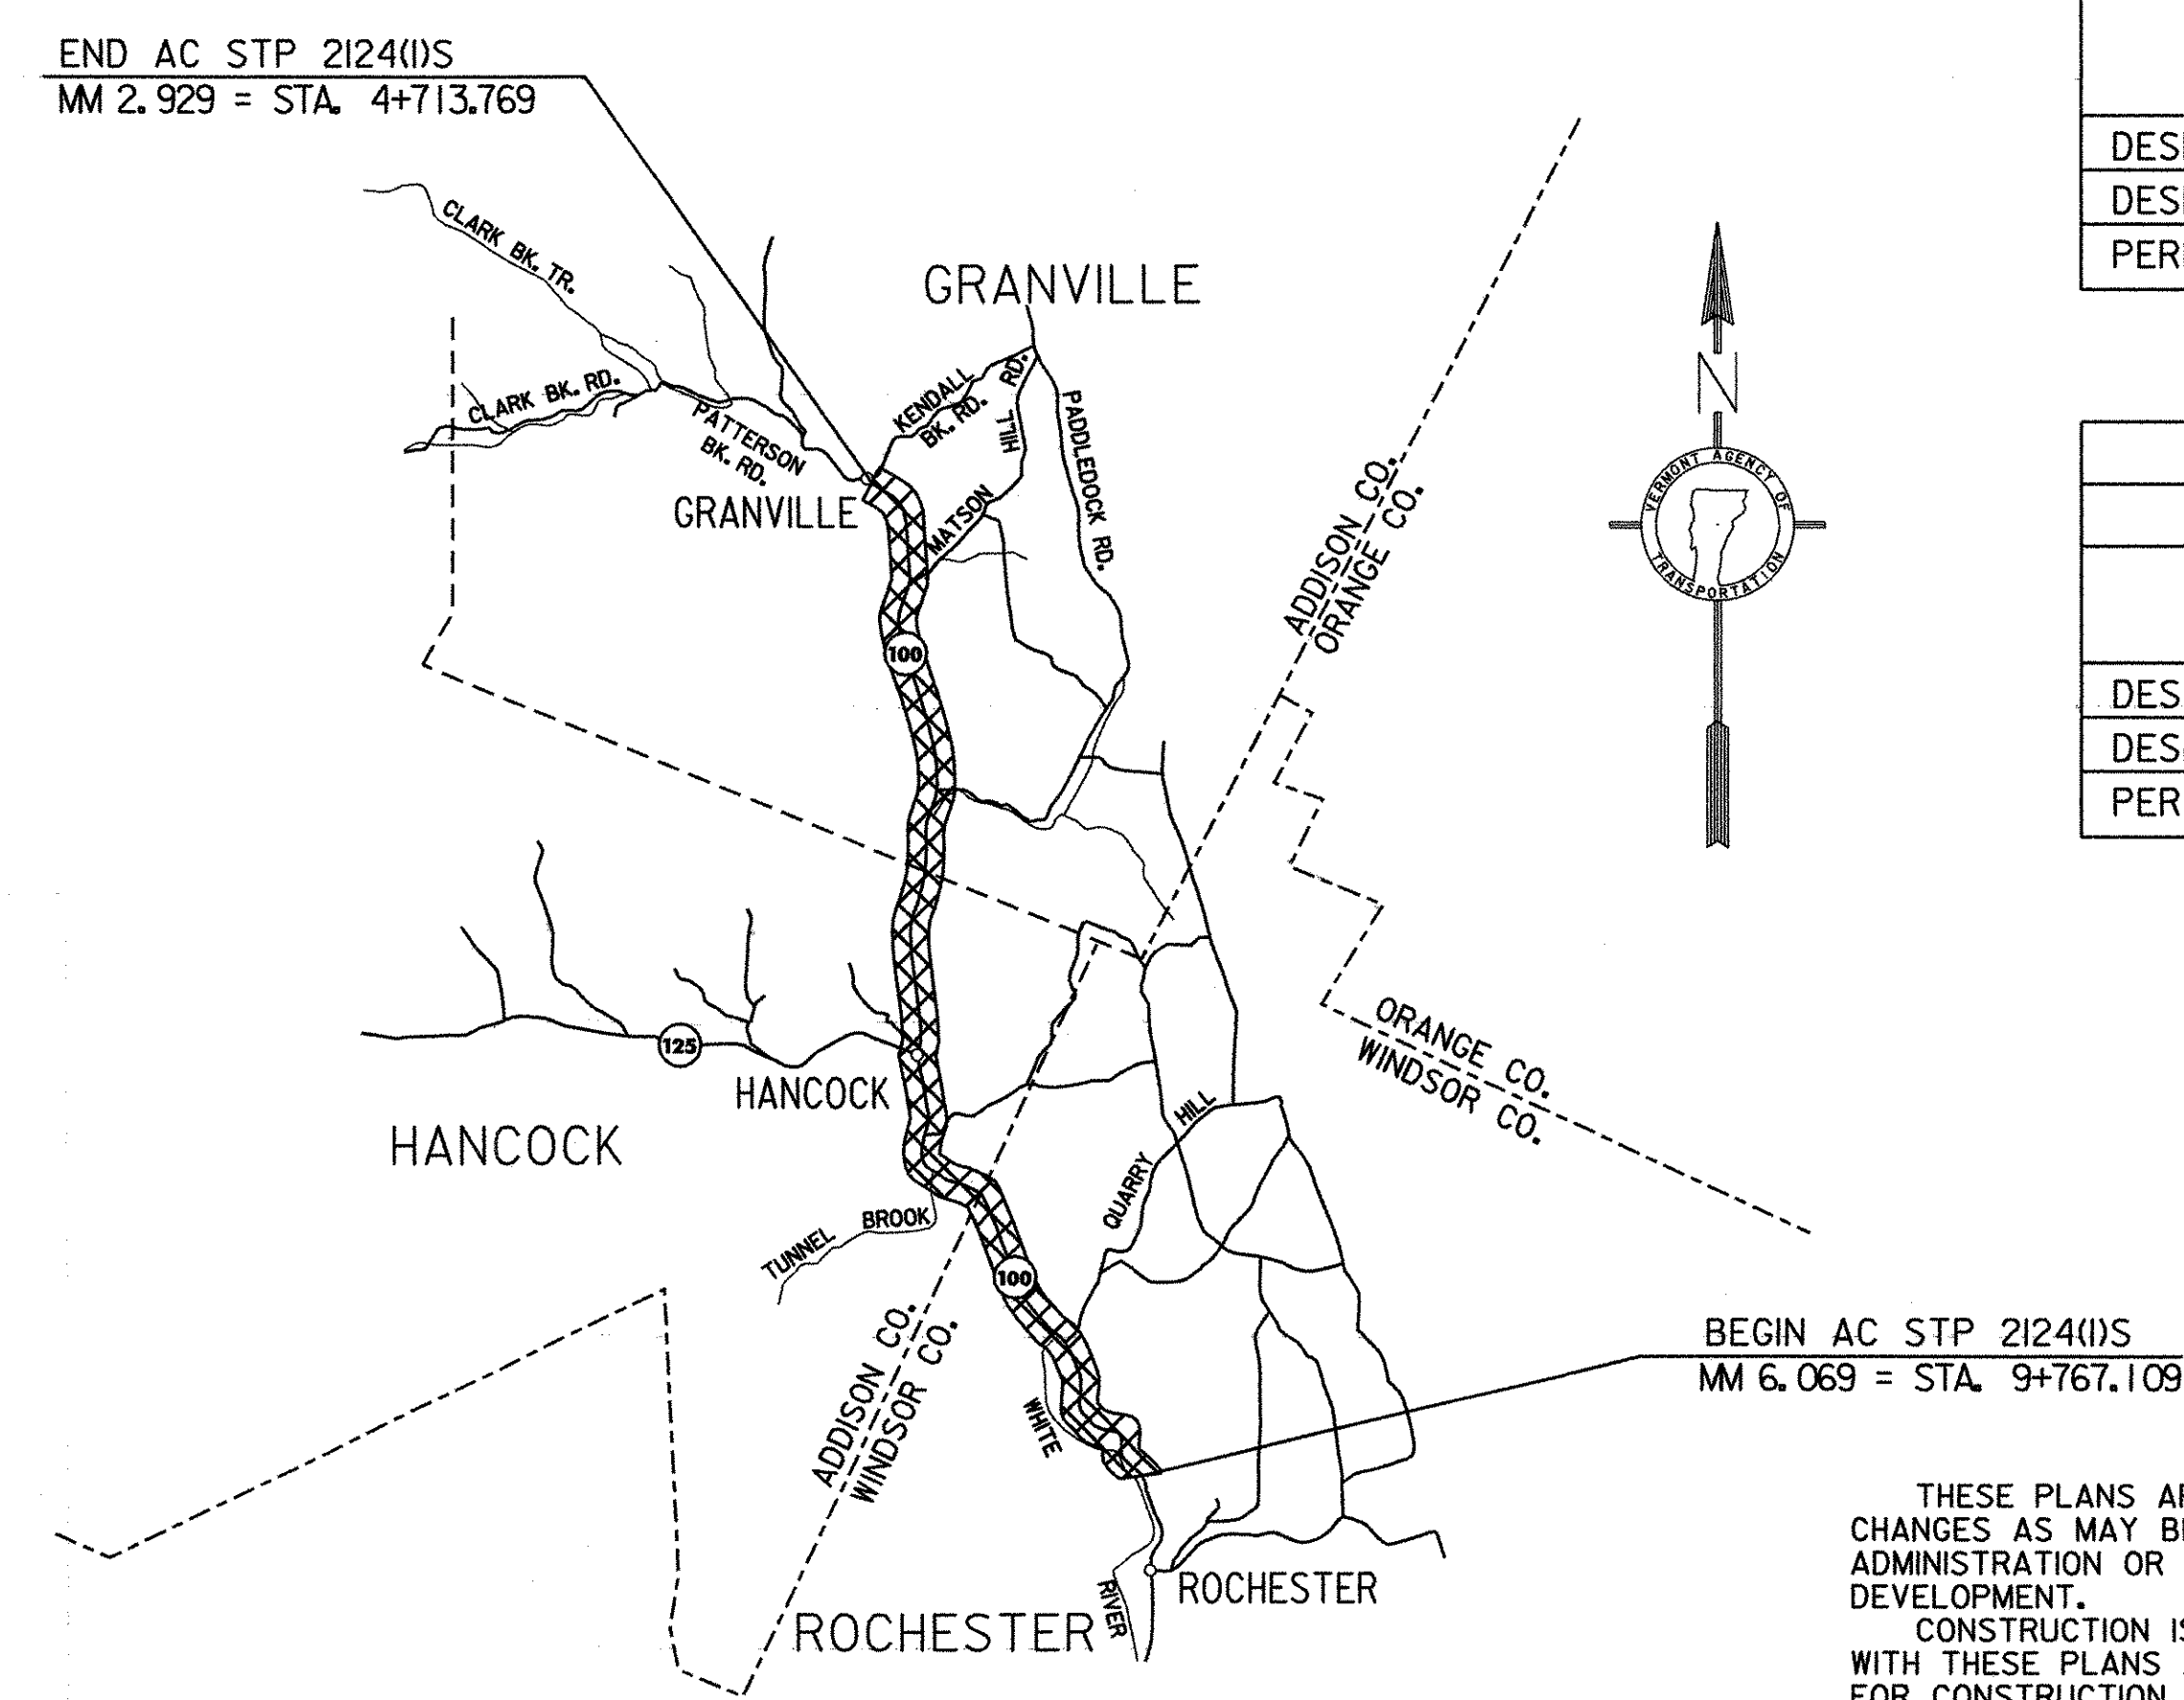 END AC STP 2124(1)S
MM 2.929 = STA. 4+713.769
CLARK BK. TR.
GRANVILLE
CLARK BK. RD.
PATTERSON
BK. RD.
KENDALL
BK. RD.
MATSON
HILL
RD.
PADDLEDOCK RD.
GRANVILLE
100
ADDISON CO.
ORANGE CO.
N
VERMONT AGENCY OF
TRANSPORTATION
125
HANCOCK
HANCOCK
ORANGE CO.
WINDSOR CO.
QUARRY
HILL
TUNNEL
BROOK
100
ADDISON CO.
WINDSOR CO.
WHITE
RIVER
BEGIN AC STP 2124(1)S
MM 6.069 = STA. 9+767.109
ROCHESTER
ROCHESTER
DES
DES
PER
DES
DES
PER
THESE PLANS
CHANGES AS MAY
ADMINISTRATION OR
DEVELOPMENT.
CONSTRUCTION IS
WITH THESE PLANS
FOR CONSTRUCTION